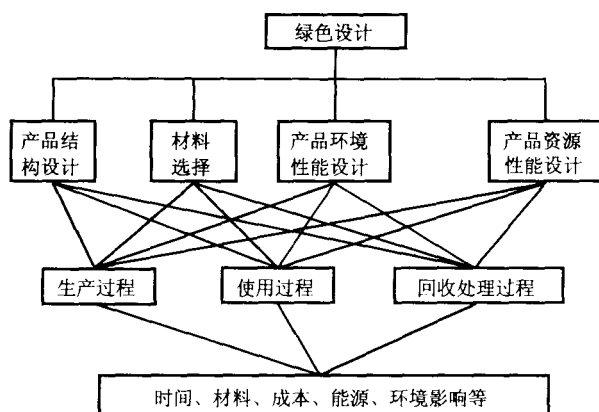 绿色设计
产品结
构设计
材料
选择
产品环境
性能设计
产品资源
性能设计
生产过程
使用过程
回收处理过程
时间、材料、成本、能源、环境影响等